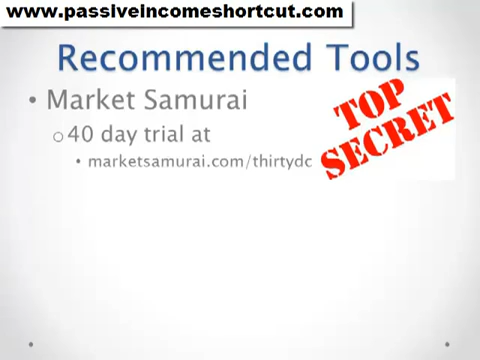 www.passiveincomeshortcut.com
Recommended Tools
• Market Samurai
o 40 day trial at
• marketsamurai.com/thirtydc
TOP
SECRET